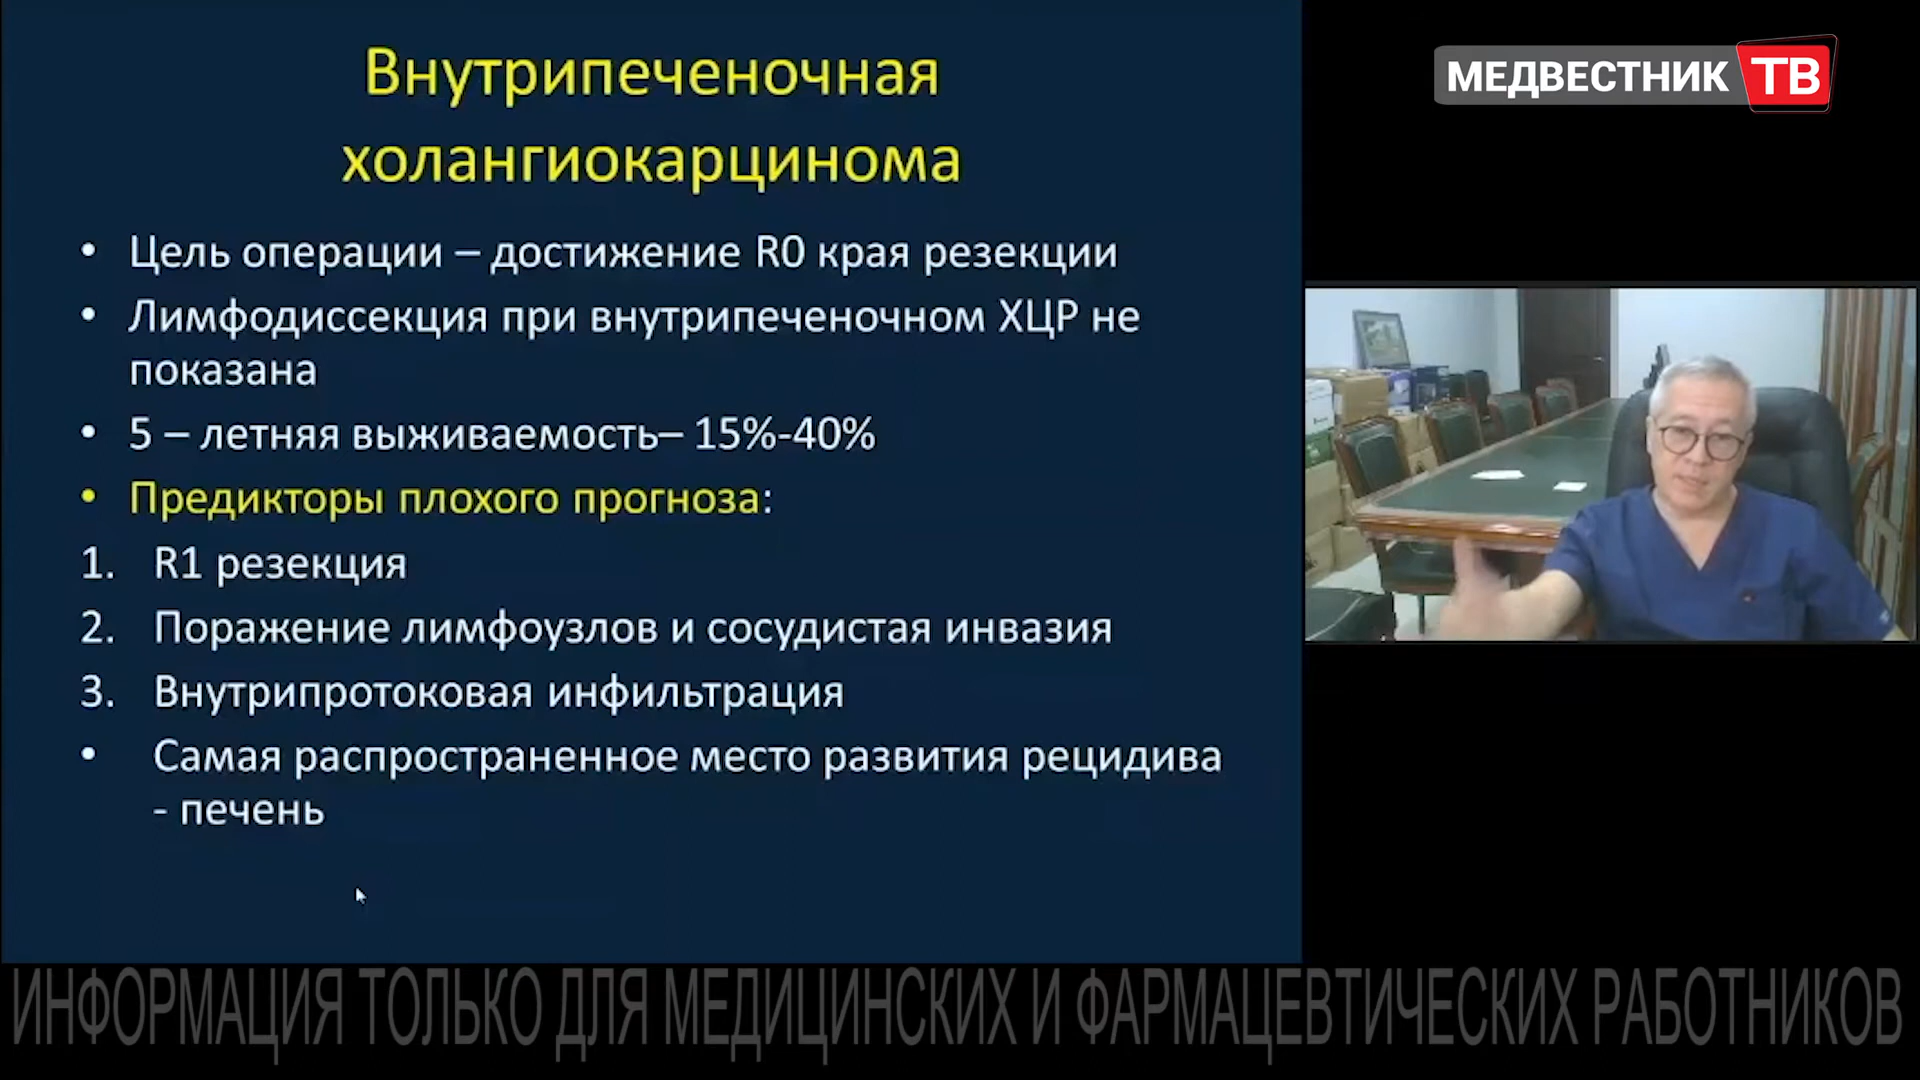 Внутрипеченочная
холангиокарцинома
• Цель операции – достижение R0 края резекции
• Лимфодиссекция при внутрипеченочном ХЦР не
показана
• 5 – летняя выживаемость– 15%-40%
• Предикторы плохого прогноза:
1. R1 резекция
2. Поражение лимфоузлов и сосудистая инвазия
3. Внутрипротоковая инфильтрация
• Самая распространенное место развития рецидива
- печень
МЕДВЕСТНИК ТВ
ИНФОРМАЦИЯ ТОЛЬКО ДЛЯ МЕДИЦИНСКИХ И ФАРМАЦЕВТИЧЕСКИХ РАБОТНИКОВ